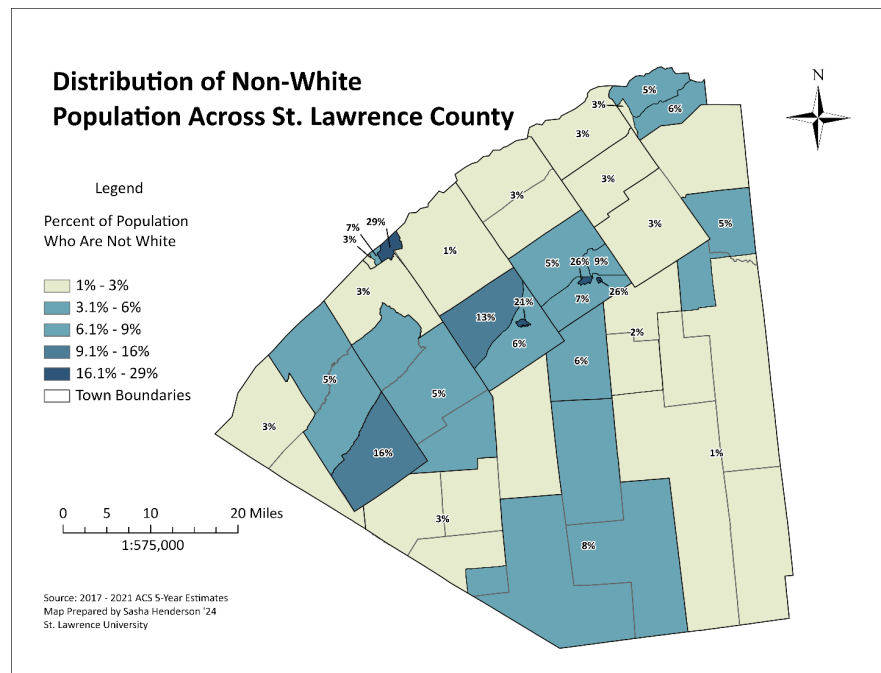 Distribution of Non-White
Population Across St. Lawrence County
N
Legend
Percent of Population
Who Are Not White
1% - 3%
3.1% - 6%
6.1% - 9%
9.1% - 16%
16.1% - 29%
Town Boundaries
0 5 10 20 Miles
1:575,000
Source: 2017 - 2021 ACS 5-Year Estimates
Map Prepared by Sasha Henderson '24
St. Lawrence University
5%
3%
6%
3%
3%
3%
29%
7%
3%
3%
5%
1%
5%
26%
9%
3%
26%
21%
7%
13%
2%
6%
6%
5%
5%
3%
16%
1%
3%
8%